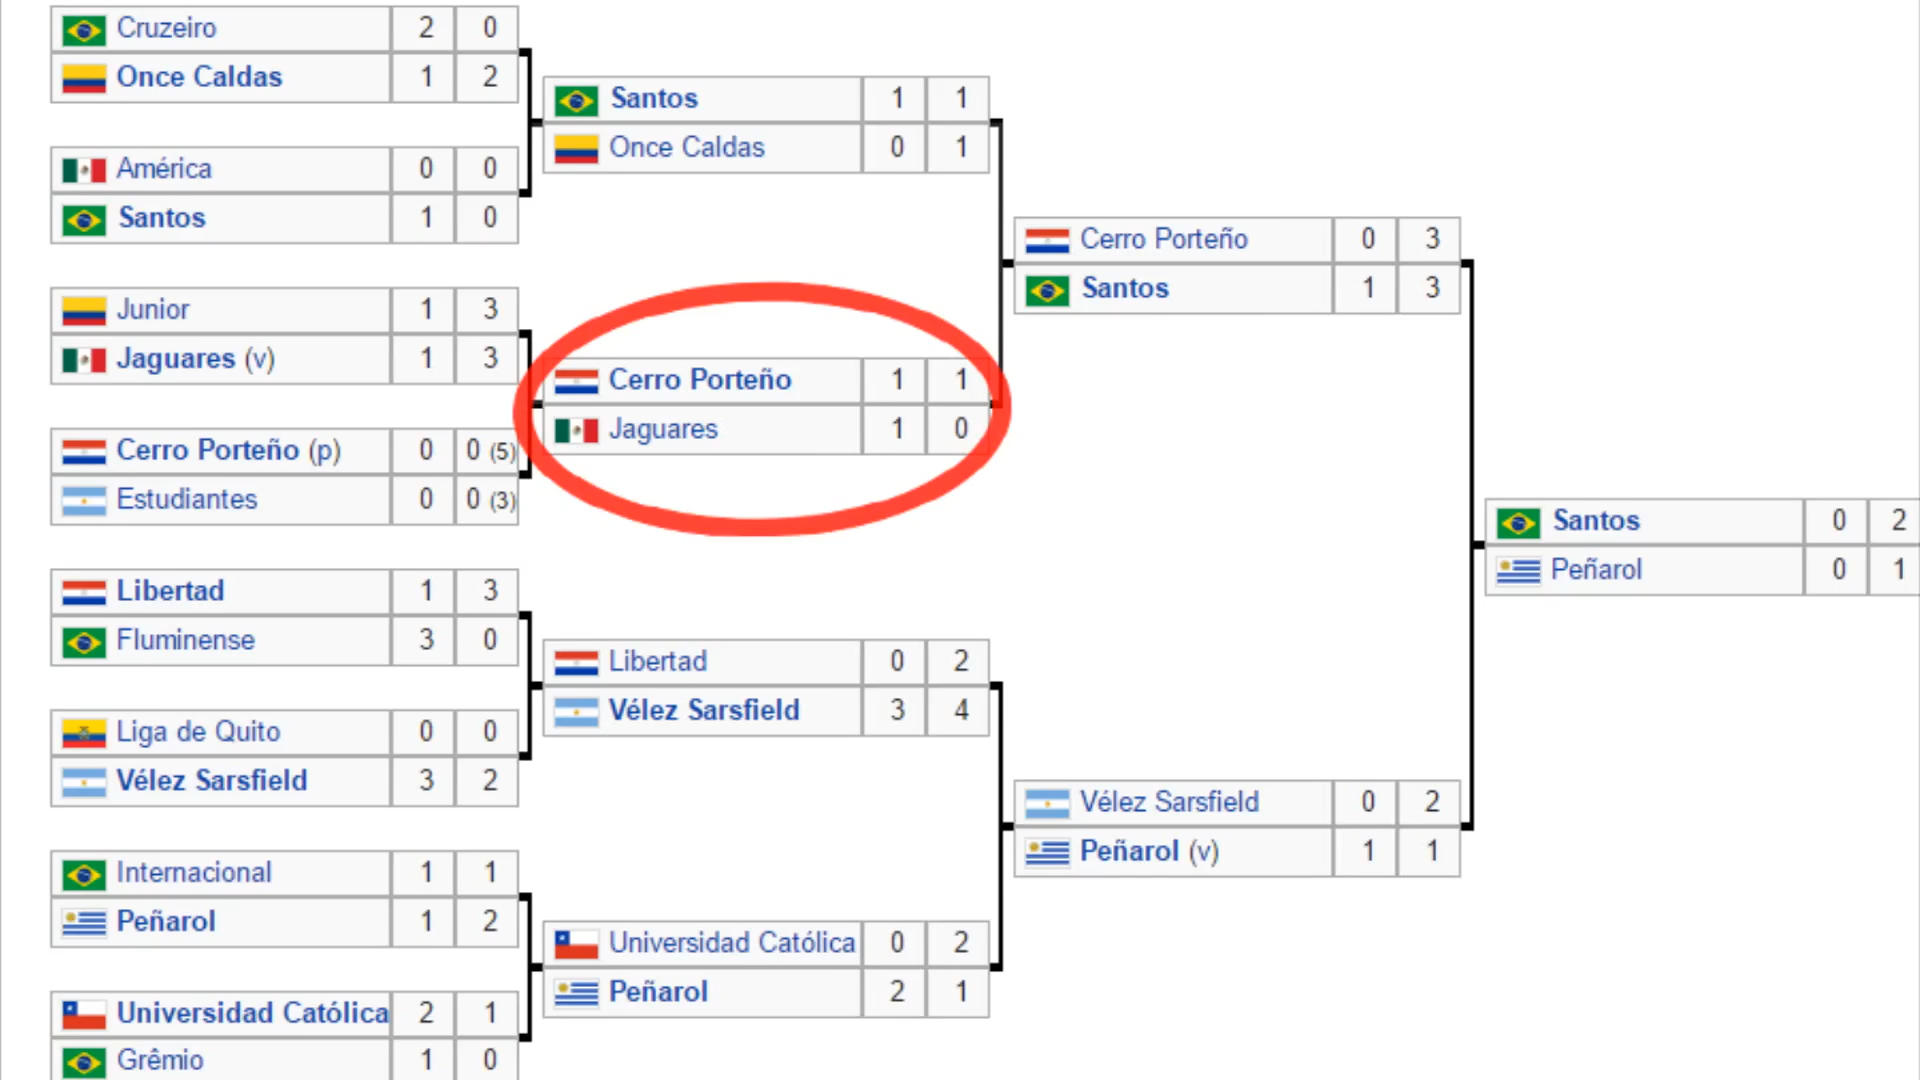 Cruzeiro 2 0
Once Caldas 1 2
América 0 0
Santos 1 0
Junior 1 3
Jaguares (v) 1 3
Cerro Porteño (p) 0 0 (5)
Estudiantes 0 0 (3)
Libertad 1 3
Fluminense 3 0
Liga de Quito 0 0
Vélez Sarsfield 3 2
Internacional 1 1
Peñarol 1 2
Universidad Católica 2 1
Grêmio 1 0
Santos 1 1
Once Caldas 0 1
Cerro Porteño 1 1
Jaguares 1 0
Libertad 0 2
Vélez Sarsfield 3 4
Universidad Católica 0 2
Peñarol 2 1
Cerro Porteño 0 3
Santos 1 3
Vélez Sarsfield 0 2
Peñarol (v) 1 1
Santos 0 2
Peñarol 0 1